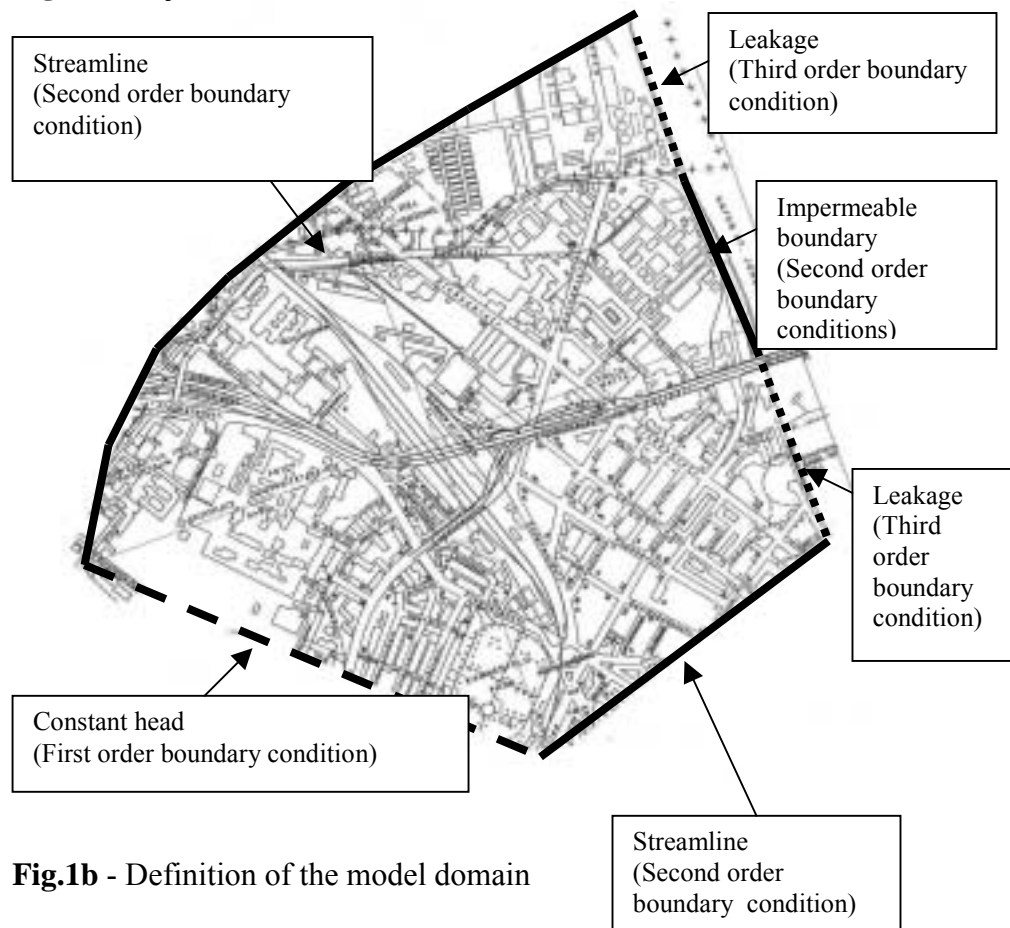 Streamline
(Second order boundary
condition)
Leakage
(Third order boundary
condition)
Impermeable
boundary
(Second order
boundary
conditions)
Leakage
(Third
order
boundary
condition)
Constant head
(First order boundary condition)
Streamline
(Second order
boundary condition)
Fig.1b - Definition of the model domain